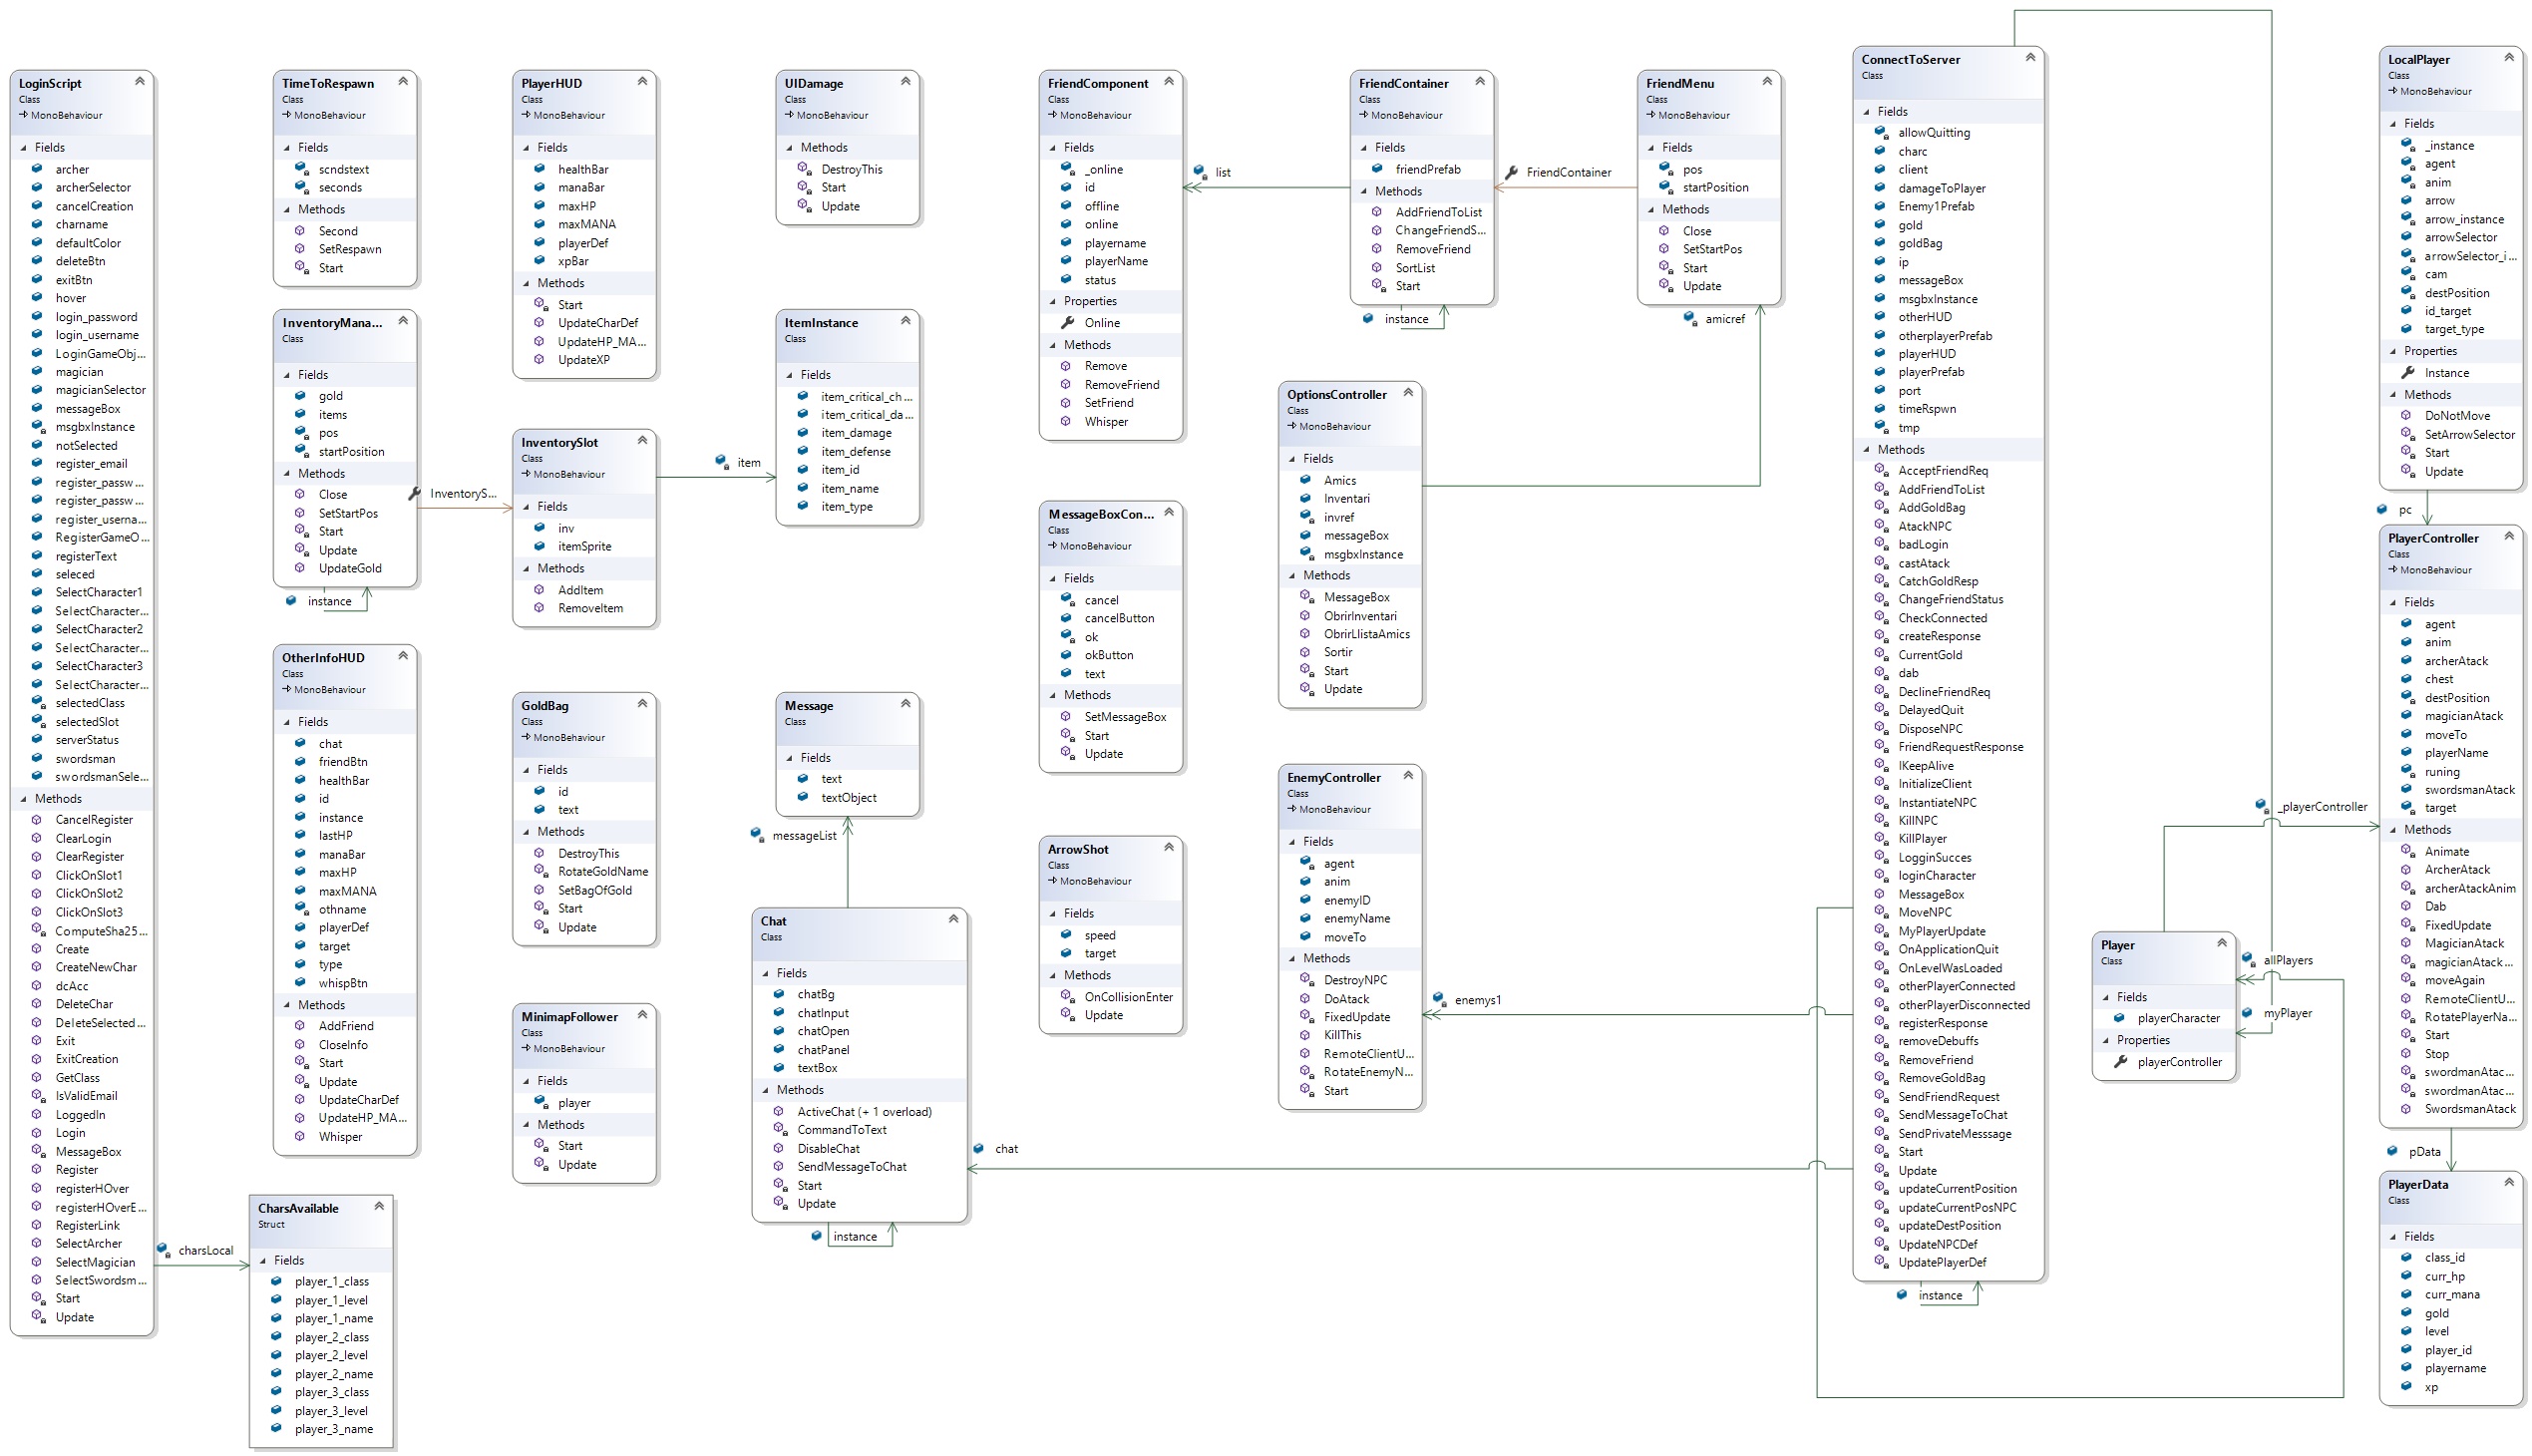 LoginScript
Class
MonoBehaviour
Fields
archer
archerSelector
cancelCreation
charname
defaultColor
deleteBtn
exitBtn
hover
login_password
login_username
LoginGameObj...
magician
magicianSelector
messageBox
msgbxInstance
notSelected
register_email
register_passw...
register_passw...
register_userna...
RegisterGameO...
registerText
seleced
SelectCharacter1
SelectCharacter...
SelectCharacter2
SelectCharacter...
SelectCharacter3
SelectCharacter...
selectedClass
selectedSlot
serverStatus
swordsman
swordsmanSele...
Methods
CancelRegister
ClearLogin
ClearRegister
ClickOnSlot1
ClickOnSlot2
ClickOnSlot3
ComputeSha25...
Create
CreateNewChar
dcAcc
DeleteChar
DeleteSelected...
Exit
ExitCreation
GetClass
IsValidEmail
LoggedIn
Login
MessageBox
Register
registerHOver
registerHOverE...
RegisterLink
SelectArcher
SelectMagician
SelectSwordsm...
Start
Update
charsLocal
CharsAvailable
Struct
Fields
player_1_class
player_1_level
player_1_name
player_2_class
player_2_level
player_2_name
player_3_class
player_3_level
player_3_name
TimeToRespawn
Class
MonoBehaviour
Fields
scndstext
seconds
Methods
Second
SetRespawn
Start
InventoryMana...
Class
Fields
gold
items
pos
startPosition
Methods
Close
SetStartPos
Start
Update
UpdateGold
instance
InventoryS...
OtherInfoHUD
Class
MonoBehaviour
Fields
chat
friendBtn
healthBar
id
instance
lastHP
manaBar
maxHP
maxMANA
othname
playerDef
target
type
whispBtn
Methods
AddFriend
CloseInfo
Start
Update
UpdateCharDef
UpdateHP_MA...
Whisper
PlayerHUD
Class
MonoBehaviour
Fields
healthBar
manaBar
maxHP
maxMANA
playerDef
xpBar
Methods
Start
UpdateCharDef
UpdateHP_MA...
UpdateXP
InventorySlot
Class
MonoBehaviour
Fields
inv
itemSprite
Methods
AddItem
RemoveItem
item
GoldBag
Class
MonoBehaviour
Fields
id
text
Methods
DestroyThis
RotateGoldName
SetBagOfGold
Start
Update
MinimapFollower
Class
MonoBehaviour
Fields
player
Methods
Start
Update
UIDamage
Class
MonoBehaviour
Methods
DestroyThis
Start
Update
ItemInstance
Class
Fields
item_critical_ch...
item_critical_da...
item_damage
item_defense
item_id
item_name
item_type
Message
Class
Fields
text
textObject
messageList
Chat
Class
Fields
chatBg
chatInput
chatOpen
chatPanel
textBox
Methods
ActiveChat (+ 1 overload)
CommandToText
DisableChat
SendMessageToChat
Start
Update
instance
chat
FriendComponent
Class
MonoBehaviour
Fields
_online
id
offline
online
playername
playerName
status
Properties
Online
Methods
Remove
RemoveFriend
SetFriend
Whisper
list
MessageBoxCon...
Class
MonoBehaviour
Fields
cancel
cancelButton
ok
okButton
text
Methods
SetMessageBox
Start
Update
ArrowShot
Class
MonoBehaviour
Fields
speed
target
Methods
OnCollisionEnter
Update
FriendContainer
Class
MonoBehaviour
Fields
friendPrefab
Methods
AddFriendToList
ChangeFriendS...
RemoveFriend
SortList
Start
instance
FriendContainer
FriendMenu
Class
MonoBehaviour
Fields
pos
startPosition
Methods
Close
SetStartPos
Start
Update
amicref
OptionsController
Class
MonoBehaviour
Fields
Amics
Inventari
invref
messageBox
msgbxInstance
Methods
MessageBox
ObrirInventari
ObrirLlistaAmics
Sortir
Start
Update
EnemyController
Class
MonoBehaviour
Fields
agent
anim
enemyID
enemyName
moveTo
Methods
DestroyNPC
DoAtack
FixedUpdate
KillThis
RemoteClientU...
RotateEnemyN...
Start
enemys1
ConnectToServer
Class
Fields
allowQuitting
charc
client
damageToPlayer
Enemy1Prefab
gold
goldBag
ip
messageBox
msgbxInstance
otherHUD
otherplayerPrefab
playerHUD
playerPrefab
port
timeRspwn
tmp
Methods
AcceptFriendReq
AddFriendToList
AddGoldBag
AtackNPC
badLogin
castAtack
CatchGoldResp
ChangeFriendStatus
CheckConnected
createResponse
CurrentGold
dab
DeclineFriendReq
DelayedQuit
DisposeNPC
FriendRequestResponse
IKeepAlive
InitializeClient
InstantiateNPC
KillNPC
KillPlayer
LogginSucces
loginCharacter
MessageBox
MoveNPC
MyPlayerUpdate
OnApplicationQuit
OnLevelWasLoaded
otherPlayerConnected
otherPlayerDisconnected
registerResponse
removeDebuffs
RemoveFriend
RemoveGoldBag
SendFriendRequest
SendMessageToChat
SendPrivateMesssage
Start
Update
updateCurrentPosition
updateCurrentPosNPC
updateDestPosition
UpdateNPCDef
UpdatePlayerDef
instance
_playerController
Player
Class
Fields
playerCharacter
Properties
playerController
allPlayers
myPlayer
LocalPlayer
Class
MonoBehaviour
Fields
_instance
agent
anim
arrow
arrow_instance
arrowSelector
arrowSelector_i...
cam
destPosition
id_target
target_type
Properties
Instance
Methods
DoNotMove
SetArrowSelector
Start
Update
pc
PlayerController
Class
MonoBehaviour
Fields
agent
anim
archerAtack
chest
destPosition
magicianAtack
moveTo
playerName
runing
swordsmanAtack
target
Methods
Animate
ArcherAtack
archerAtackAnim
Dab
FixedUpdate
MagicianAtack
magicianAtack...
moveAgain
RemoteClientU...
RotatePlayerNa...
Start
Stop
swordmanAtac...
swordmanAtac...
SwordsmanAtack
pData
PlayerData
Class
Fields
class_id
curr_hp
curr_mana
gold
level
player_id
playername
xp